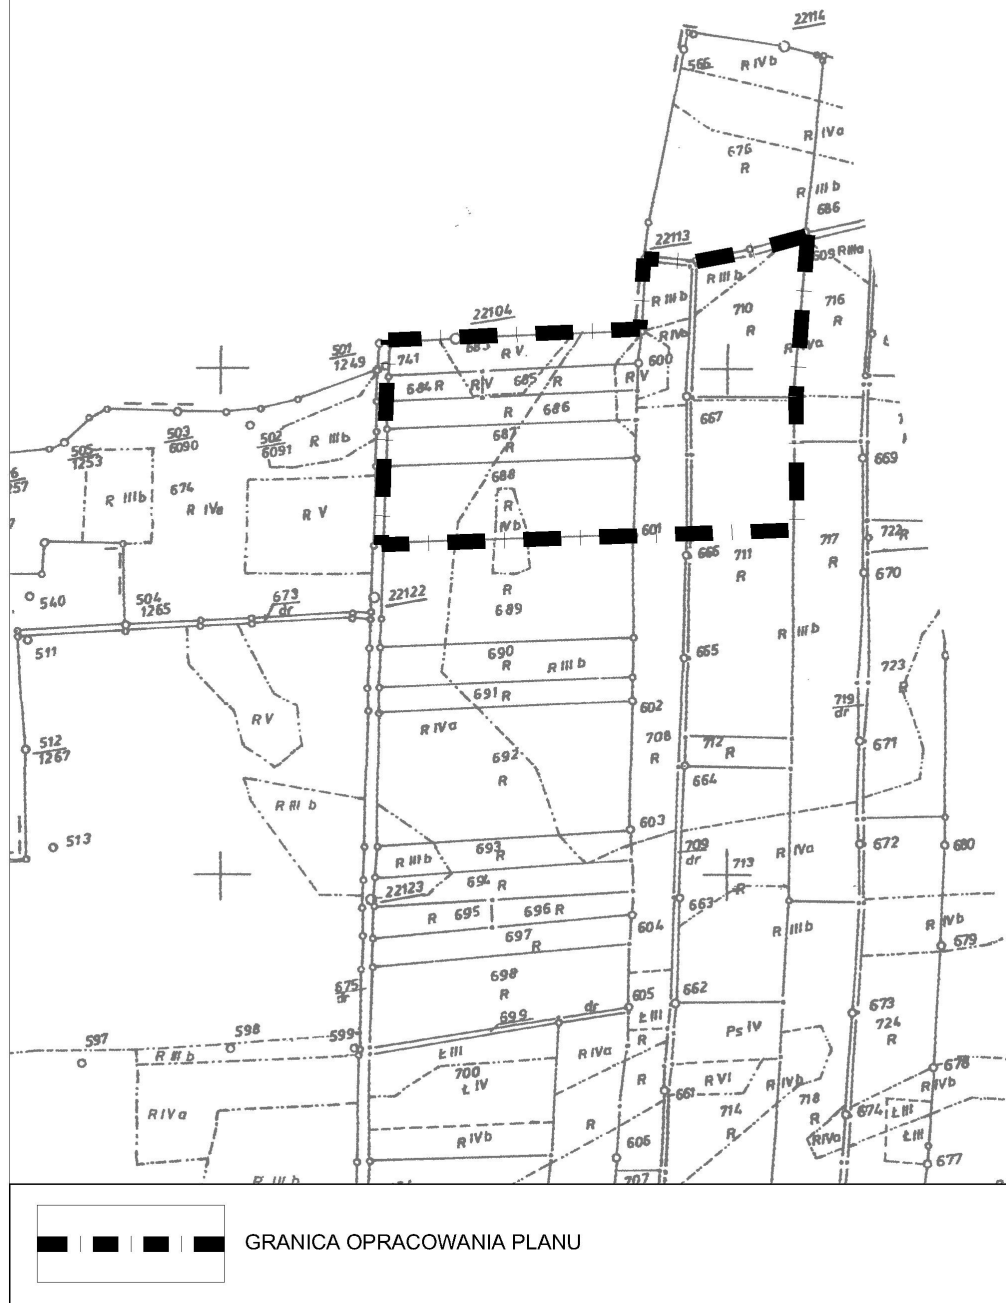 22114
566
R IVb
R IVa
676
R
R IIIb
686
22113
609 R IIIa
R IIIb
R IIIb
710
R
716
R
22104
683
R V
R IVb
501
1249
741
600
684 R
R V
685
R
R V
R
686
667
503
6090
502
6091
R IIIb
687
R
505
1253
669
688
R IIIb
674
R IVa
R V
R
IVb
601
666
711
R
717
R
722
R
670
540
504
1265
673
dr
22122
R
689
511
690
R
R IIIb
665
R IIIb
691 R
723
R
R V
R IVa
602
719
dr
512
1267
692
R
708
R
712
R
671
664
R IIIb
513
603
693
R
R IIIb
709
dr
713
R
R IVa
672
680
694
R
22123
R
695
696 R
663
604
R IIIb
R IVb
679
697
R
698
R
675
dr
699
dr
605
662
673
724
R
Ł III
R
Ps IV
597
598
599
R IIIb
Ł III
700
Ł IV
R IVa
R
R VI
R IVb
676
R IVb
661
R IVa
714
R
718
R
674
Ł III
R
R IVb
606
R IVa
Ł III
677
R IIIb
707
GRANICA OPRACOWANIA PLANU